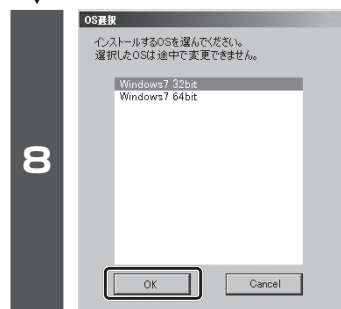 OS選択
インストールするOSを選んでください。
選択したOSは途中で変更できません。
Windows7 32bit
Windows7 64bit
8
OK
Cancel